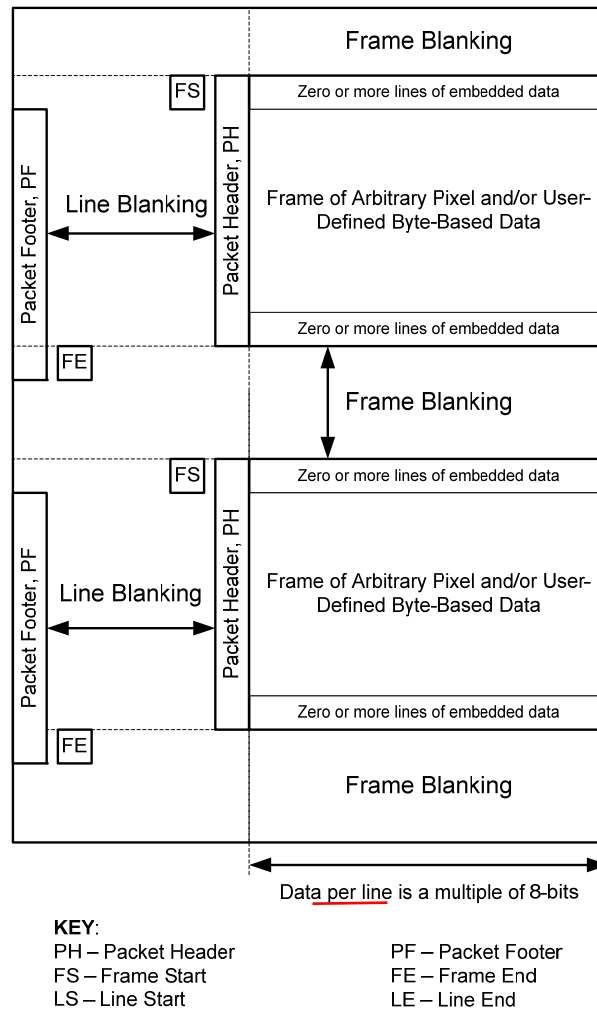 Frame Blanking
FS
Zero or more lines of embedded data
Packet Footer, PF
Line Blanking
Packet Header, PH
Frame of Arbitrary Pixel and/or User-
Defined Byte-Based Data
Zero or more lines of embedded data
FE
Frame Blanking
FS
Zero or more lines of embedded data
Packet Footer, PF
Line Blanking
Packet Header, PH
Frame of Arbitrary Pixel and/or User-
Defined Byte-Based Data
Zero or more lines of embedded data
FE
Frame Blanking
Data per line is a multiple of 8-bits
KEY:
PH – Packet Header
PF – Packet Footer
FS – Frame Start
FE – Frame End
LS – Line Start
LE – Line End